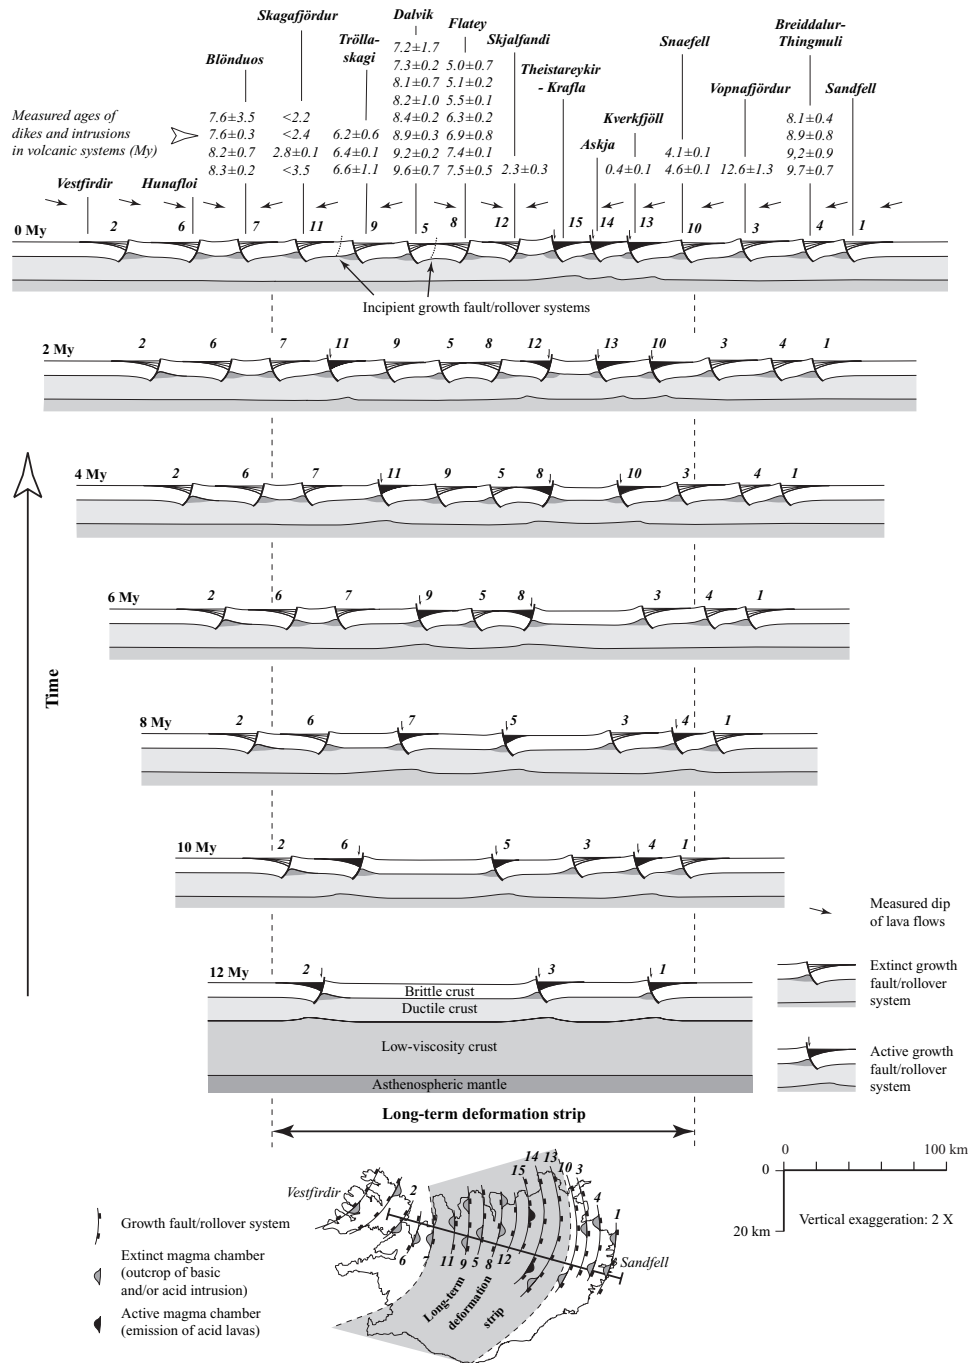 Skagafjördur
Dalvik
Flatey
Breiddalur-
Thingmuli
Trölla-
skagi
Skjalfandi
Snaefell
Blönduos
Theistareykir
- Krafla
Vopnafjördur
Sandfell
Kverkfjöll
Askja
Measured ages of
dikes and intrusions
in volcanic systems (My)
7.6±3.5
7.6±0.3
8.2±0.7
8.3±0.2
<2.2
<2.4
2.8±0.1
<3.5
6.2±0.6
6.4±0.1
6.6±1.1
7.2±1.7
7.3±0.2
8.1±0.7
8.2±1.0
8.4±0.2
8.9±0.3
9.2±0.2
9.6±0.7
5.0±0.7
5.1±0.2
5.5±0.1
6.3±0.2
6.9±0.8
7.4±0.1
7.5±0.5
2.3±0.3
0.4±0.1
4.1±0.1
4.6±0.1
12.6±1.3
8.1±0.4
8.9±0.8
9,2±0.9
9.7±0.7
Vestfirdir
Hunafloi
0 My
2 6 7 11 9 5 8 12 15 14 13 10 3 4 1
Incipient growth fault/rollover systems
2 My
2 6 7 11 9 5 8 12 13 10 3 4 1
4 My
2 6 7 11 9 5 8 10 3 4 1
6 My
2 6 7 9 5 8 3 4 1
8 My
2 6 7 5 3 4 1
10 My
2 6 5 3 4 1
12 My
2 3 1
Time
Brittle crust
Ductile crust
Low-viscosity crust
Asthenospheric mantle
Long-term deformation strip
Measured dip
of lava flows
Extinct growth
fault/rollover
system
Active growth
fault/rollover
system
0 100 km
0
20 km
Vertical exaggeration: 2 X
Growth fault/rollover system
Extinct magma chamber
(outcrop of basic
and/or acid intrusion)
Active magma chamber
(emission of acid lavas)
14 13
15 10 3
Vestfirdir
2
4
1
6 7 11 9 5 8 12
Sandfell
Long-term
deformation
strip